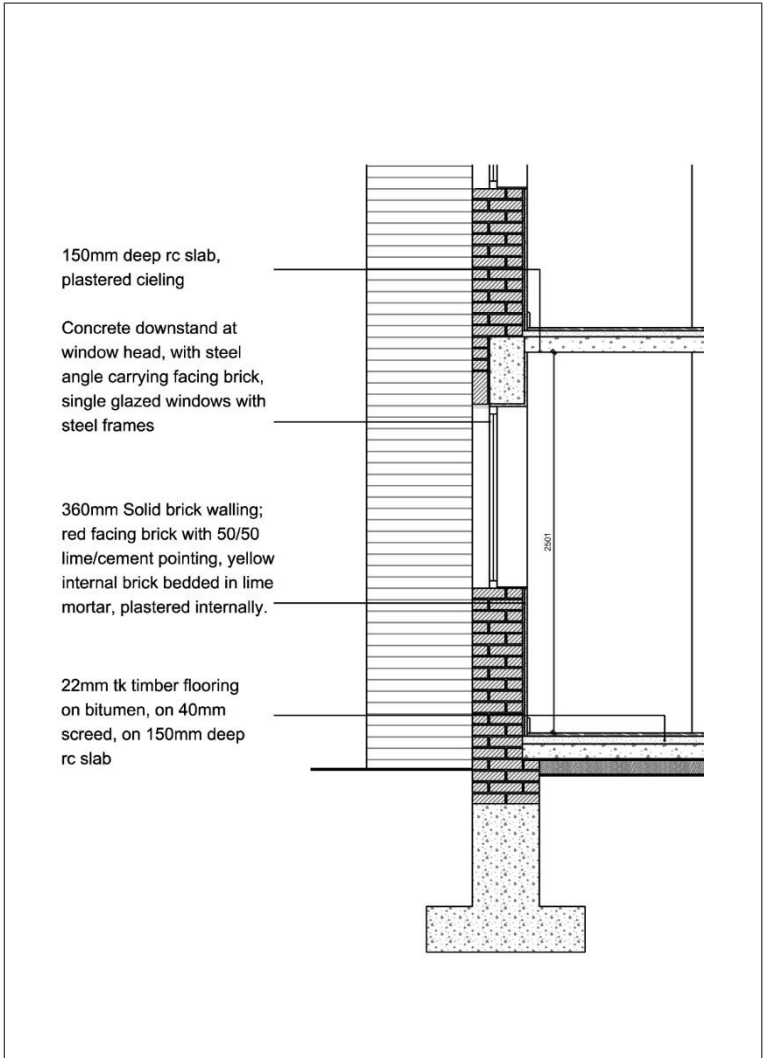 150mm deep rc slab,
plastered cieling
Concrete downstand at
window head, with steel
angle carrying facing brick,
single glazed windows with
steel frames
360mm Solid brick walling;
red facing brick with 50/50
lime/cement pointing, yellow
internal brick bedded in lime
mortar, plastered internally.
22mm tk timber flooring
on bitumen, on 40mm
screed, on 150mm deep
rc slab
2501